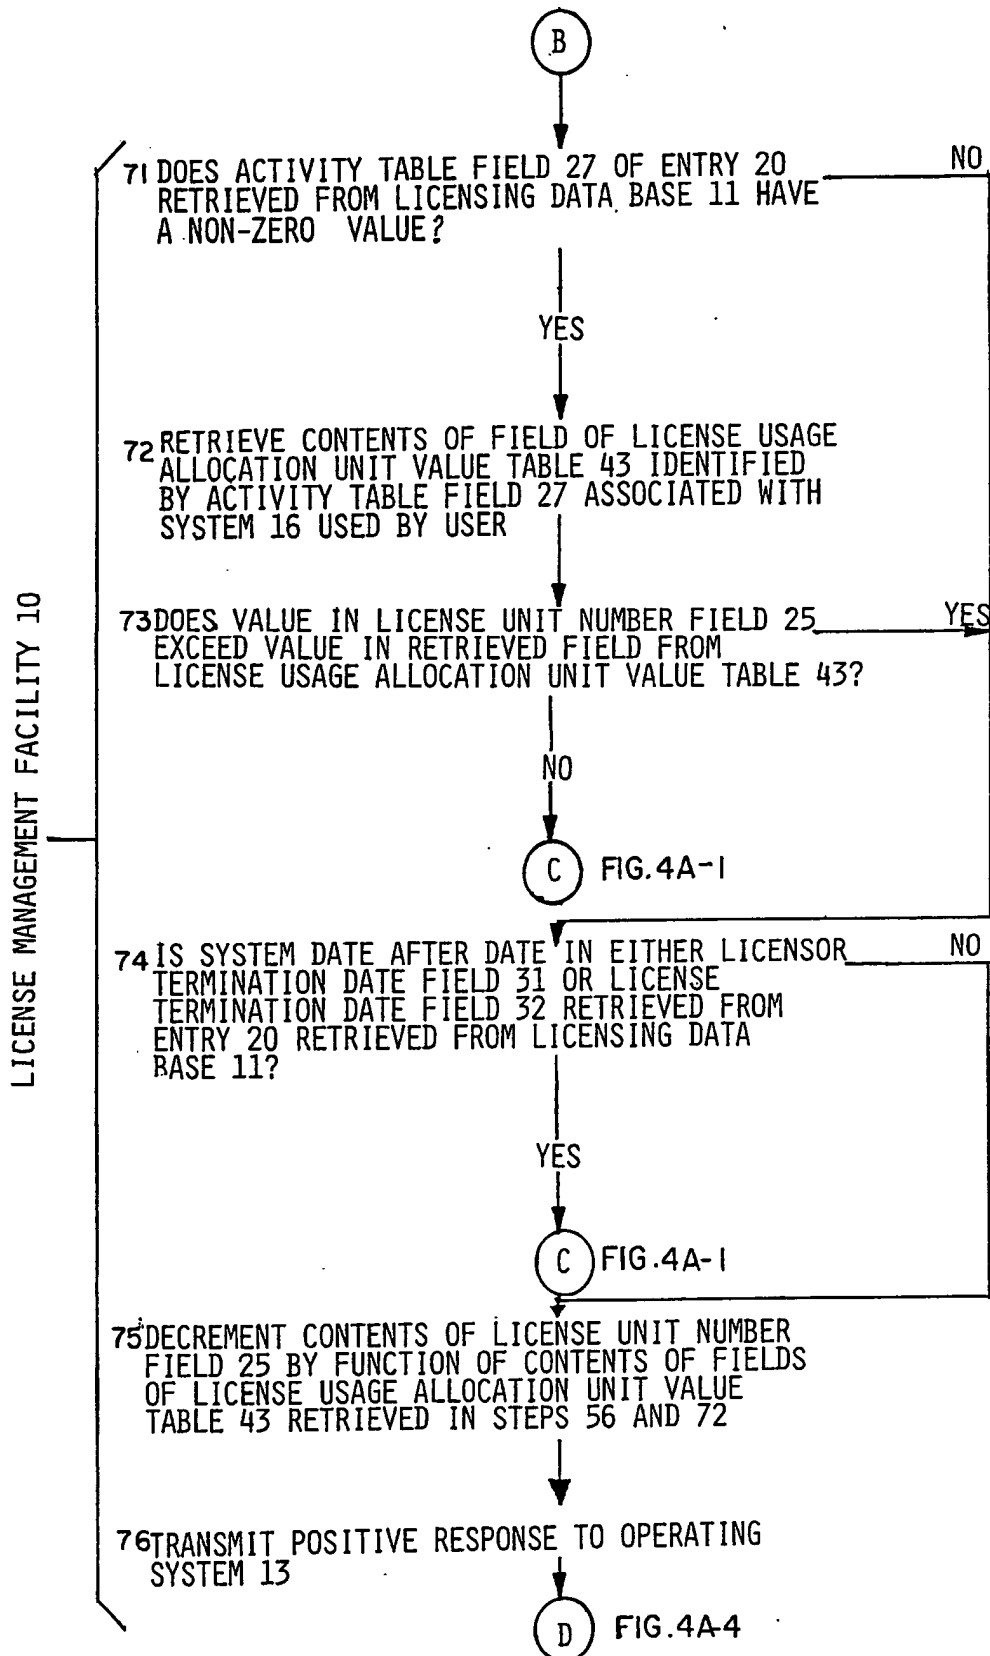 B
71 DOES ACTIVITY TABLE FIELD 27 OF ENTRY 20
RETRIEVED FROM LICENSING DATA BASE 11 HAVE
A NON-ZERO VALUE?
NO
YES
72 RETRIEVE CONTENTS OF FIELD OF LICENSE USAGE
ALLOCATION UNIT VALUE TABLE 43 IDENTIFIED
BY ACTIVITY TABLE FIELD 27 ASSOCIATED WITH
SYSTEM 16 USED BY USER
73 DOES VALUE IN LICENSE UNIT NUMBER FIELD 25
EXCEED VALUE IN RETRIEVED FIELD FROM
LICENSE USAGE ALLOCATION UNIT VALUE TABLE 43?
YES
NO
C FIG.4A-1
LICENSE MANAGEMENT FACILITY 10
74 IS SYSTEM DATE AFTER DATE IN EITHER LICENSOR
TERMINATION DATE FIELD 31 OR LICENSE
TERMINATION DATE FIELD 32 RETRIEVED FROM
ENTRY 20 RETRIEVED FROM LICENSING DATA
BASE 11?
NO
YES
C FIG.4A-1
75 DECREMENT CONTENTS OF LICENSE UNIT NUMBER
FIELD 25 BY FUNCTION OF CONTENTS OF FIELDS
OF LICENSE USAGE ALLOCATION UNIT VALUE
TABLE 43 RETRIEVED IN STEPS 56 AND 72
76 TRANSMIT POSITIVE RESPONSE TO OPERATING
SYSTEM 13
D FIG.4A-4